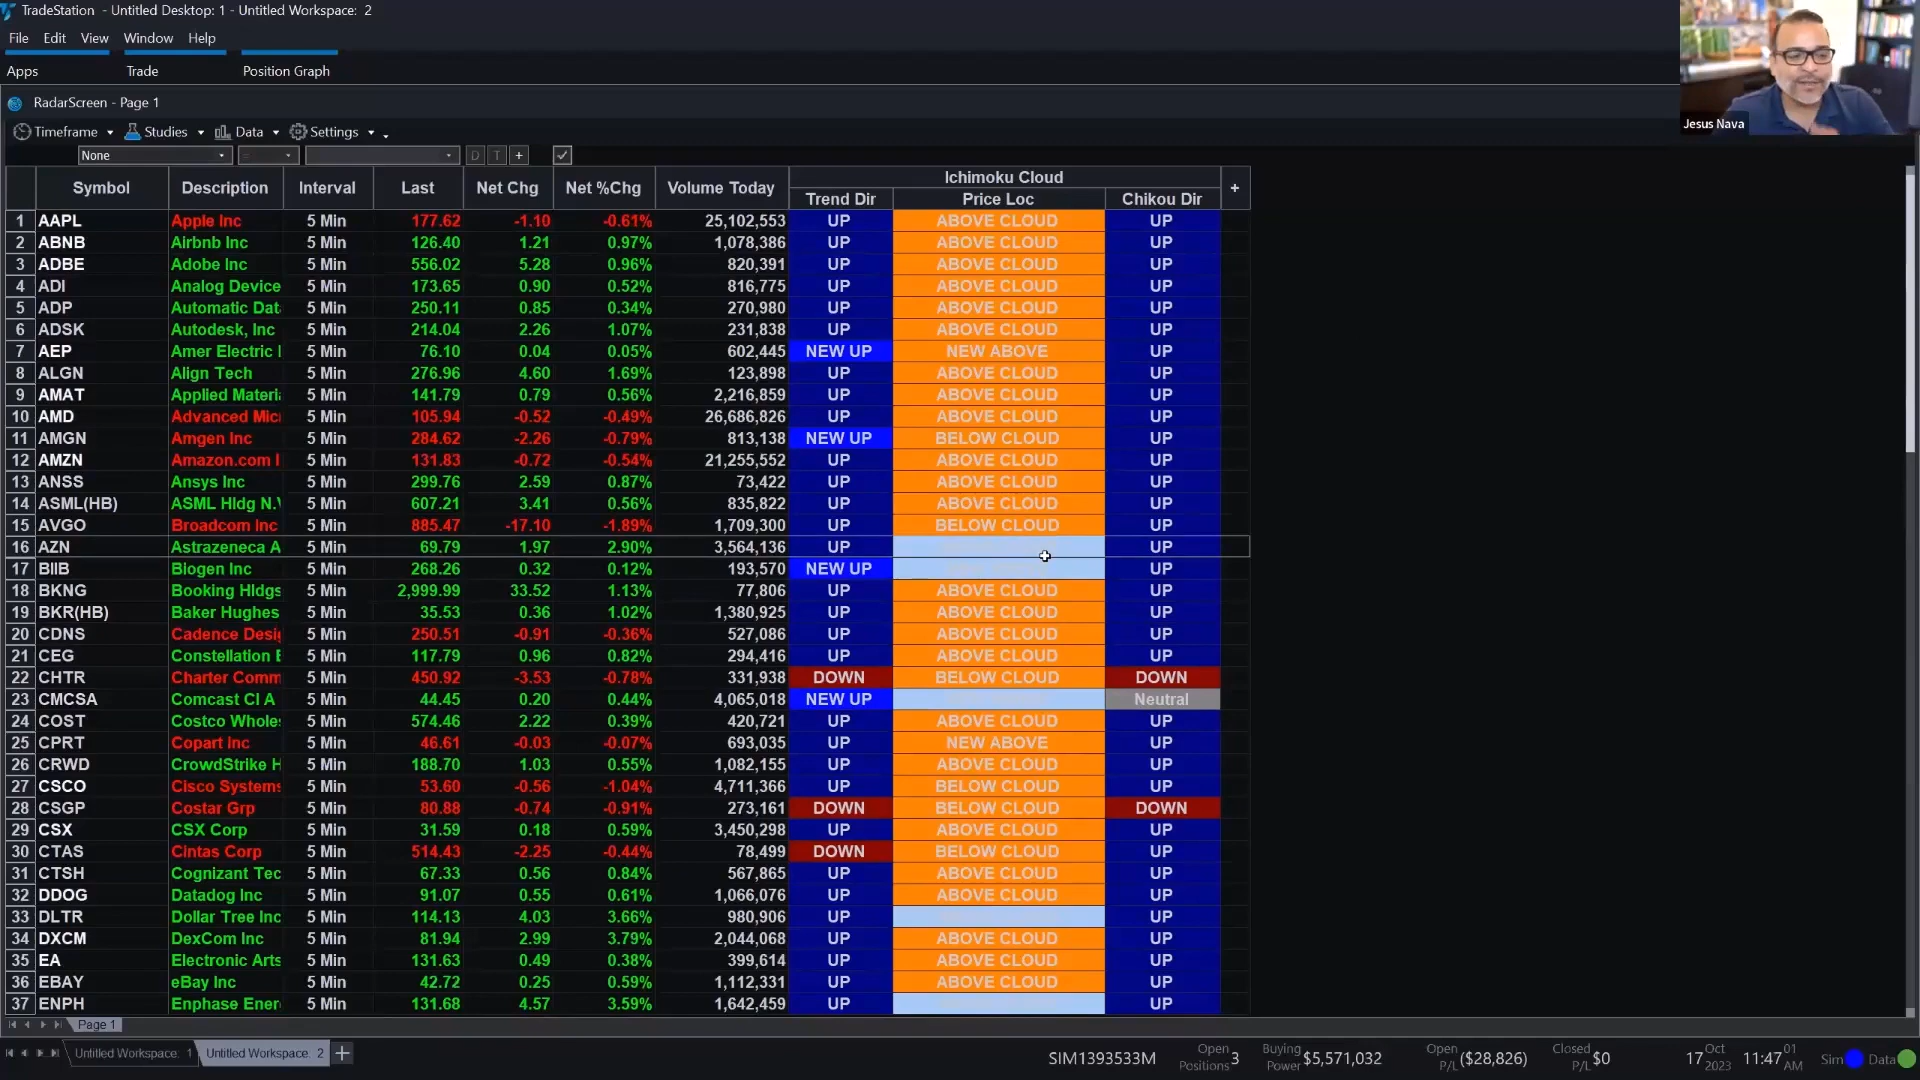 TradeStation - Untitled Desktop: 1 - Untitled Workspace: 2
File Edit View Window Help
Apps Trade Position Graph
Jesus Nava
RadarScreen - Page 1
Timeframe Studies Data Settings
None = D T +
Ichimoku Cloud
Symbol Description Interval Last Net Chg Net %Chg Volume Today Trend Dir Price Loc Chikou Dir +
1 AAPL Apple Inc 5 Min 177.62 -1.10 -0.61% 25,102,553 UP ABOVE CLOUD UP
2 ABNB Airbnb Inc 5 Min 126.40 1.21 0.97% 1,078,386 UP ABOVE CLOUD UP
3 ADBE Adobe Inc 5 Min 556.02 5.28 0.96% 820,391 UP ABOVE CLOUD UP
4 ADI Analog Device 5 Min 173.65 0.90 0.52% 816,775 UP ABOVE CLOUD UP
5 ADP Automatic Dat 5 Min 250.11 0.85 0.34% 270,980 UP ABOVE CLOUD UP
6 ADSK Autodesk, Inc 5 Min 214.04 2.26 1.07% 231,838 UP ABOVE CLOUD UP
7 AEP Amer Electric 5 Min 76.10 0.04 0.05% 602,445 NEW UP NEW ABOVE UP
8 ALGN Align Tech 5 Min 276.96 4.60 1.69% 123,898 UP ABOVE CLOUD UP
9 AMAT Applied Materi 5 Min 141.79 0.79 0.56% 2,216,859 UP ABOVE CLOUD UP
10 AMD Advanced Mic 5 Min 105.94 -0.52 -0.49% 26,686,826 UP ABOVE CLOUD UP
11 AMGN Amgen Inc 5 Min 284.62 -2.26 -0.79% 813,138 NEW UP BELOW CLOUD UP
12 AMZN Amazon.com I 5 Min 131.83 -0.72 -0.54% 21,255,552 UP ABOVE CLOUD UP
13 ANSS Ansys Inc 5 Min 299.76 2.59 0.87% 73,422 UP ABOVE CLOUD UP
14 ASML(HB) ASML Hldg N.V 5 Min 607.21 3.41 0.56% 835,822 UP ABOVE CLOUD UP
15 AVGO Broadcom Inc 5 Min 885.47 -17.10 -1.89% 1,709,300 UP BELOW CLOUD UP
16 AZN Astrazeneca A 5 Min 69.79 1.97 2.90% 3,564,136 UP UP
17 BIIB Biogen Inc 5 Min 268.26 0.32 0.12% 193,570 NEW UP UP
18 BKNG Booking Hldgs 5 Min 2,999.99 33.52 1.13% 77,806 UP ABOVE CLOUD UP
19 BKR(HB) Baker Hughes 5 Min 35.53 0.36 1.02% 1,380,925 UP ABOVE CLOUD UP
20 CDNS Cadence Desi 5 Min 250.51 -0.91 -0.36% 527,086 UP ABOVE CLOUD UP
21 CEG Constellation E 5 Min 117.79 0.96 0.82% 294,416 UP ABOVE CLOUD UP
22 CHTR Charter Comm 5 Min 450.92 -3.53 -0.78% 331,938 DOWN BELOW CLOUD DOWN
23 CMCSA Comcast Cl A 5 Min 44.45 0.20 0.44% 4,065,018 NEW UP Neutral
24 COST Costco Whole 5 Min 574.46 2.22 0.39% 420,721 UP ABOVE CLOUD UP
25 CPRT Copart Inc 5 Min 46.61 -0.03 -0.07% 693,035 UP NEW ABOVE UP
26 CRWD CrowdStrike H 5 Min 188.70 1.03 0.55% 1,082,155 UP ABOVE CLOUD UP
27 CSCO Cisco Systems 5 Min 53.60 -0.56 -1.04% 4,711,366 UP BELOW CLOUD UP
28 CSGP Costar Grp 5 Min 80.88 -0.74 -0.91% 273,161 DOWN BELOW CLOUD DOWN
29 CSX CSX Corp 5 Min 31.59 0.18 0.59% 3,450,298 UP ABOVE CLOUD UP
30 CTAS Cintas Corp 5 Min 514.43 -2.25 -0.44% 78,499 DOWN BELOW CLOUD UP
31 CTSH Cognizant Tec 5 Min 67.33 0.56 0.84% 567,865 UP ABOVE CLOUD UP
32 DDOG Datadog Inc 5 Min 91.07 0.55 0.61% 1,066,076 UP ABOVE CLOUD UP
33 DLTR Dollar Tree Inc 5 Min 114.13 4.03 3.66% 980,906 UP UP
34 DXCM DexCom Inc 5 Min 81.94 2.99 3.79% 2,044,068 UP ABOVE CLOUD UP
35 EA Electronic Arts 5 Min 131.63 0.49 0.38% 399,614 UP ABOVE CLOUD UP
36 EBAY eBay Inc 5 Min 42.72 0.25 0.59% 1,112,331 UP ABOVE CLOUD UP
37 ENPH Enphase Ener 5 Min 131.68 4.57 3.59% 1,642,459 UP UP
Page 1
Untitled Workspace: 1 Untitled Workspace: 2 +
SIM1393533M Open Positions 3 Buying Power $5,571,032 Open P/L ($28,826) Closed P/L $0 17 Oct 2023 11:47 01 AM Sim Data